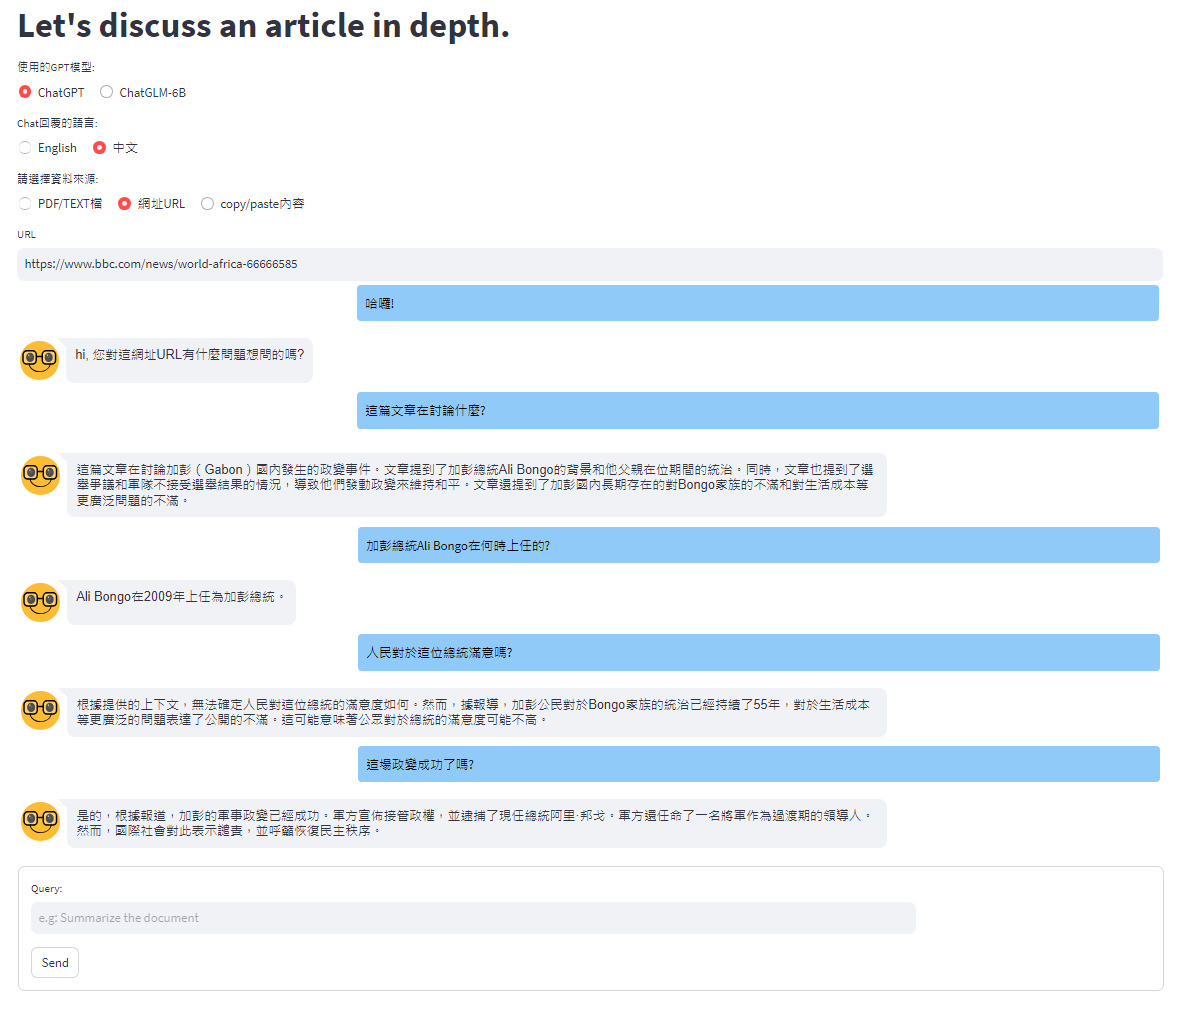 Let's discuss an article in depth.
使用的GPT模型:
ChatGPT ChatGLM-6B
Chat回覆的語言:
English 中文
請選擇資料來源:
PDF/TEXT檔 網址URL copy/paste內容
URL
https://www.bbc.com/news/world-africa-66666585
哈囉!
hi, 您對這網址URL有什麼問題想問的嗎?
這篇文章在討論什麼?
這篇文章在討論加彭（Gabon）國內發生的政變事件。文章提到了加彭總統Ali Bongo的背景和他父親在位期間的統治。同時，文章也提到了選
舉爭議和軍隊不接受選舉結果的情況，導致他們發動政變來維持和平。文章還提到了加彭國內長期存在的對Bongo家族的不滿和對生活成本等
更廣泛問題的不滿。
加彭總統Ali Bongo在何時上任的?
Ali Bongo在2009年上任為加彭總統。
人民對於這位總統滿意嗎?
根據提供的上下文，無法確定人民對這位總統的滿意度如何。然而，據報導，加彭公民對於Bongo家族的統治已經持續了55年，對於生活成本
等更廣泛的問題表達了公開的不滿。這可能意味著公眾對於總統的滿意度可能不高。
這場政變成功了嗎?
是的，根據報道，加彭的軍事政變已經成功。軍方宣佈接管政權，並逮捕了現任總統阿里·邦戈。軍方還任命了一名將軍作為過渡期的領導人。
然而，國際社會對此表示譴責，並呼籲恢復民主秩序。
Query:
e.g: Summarize the document
Send